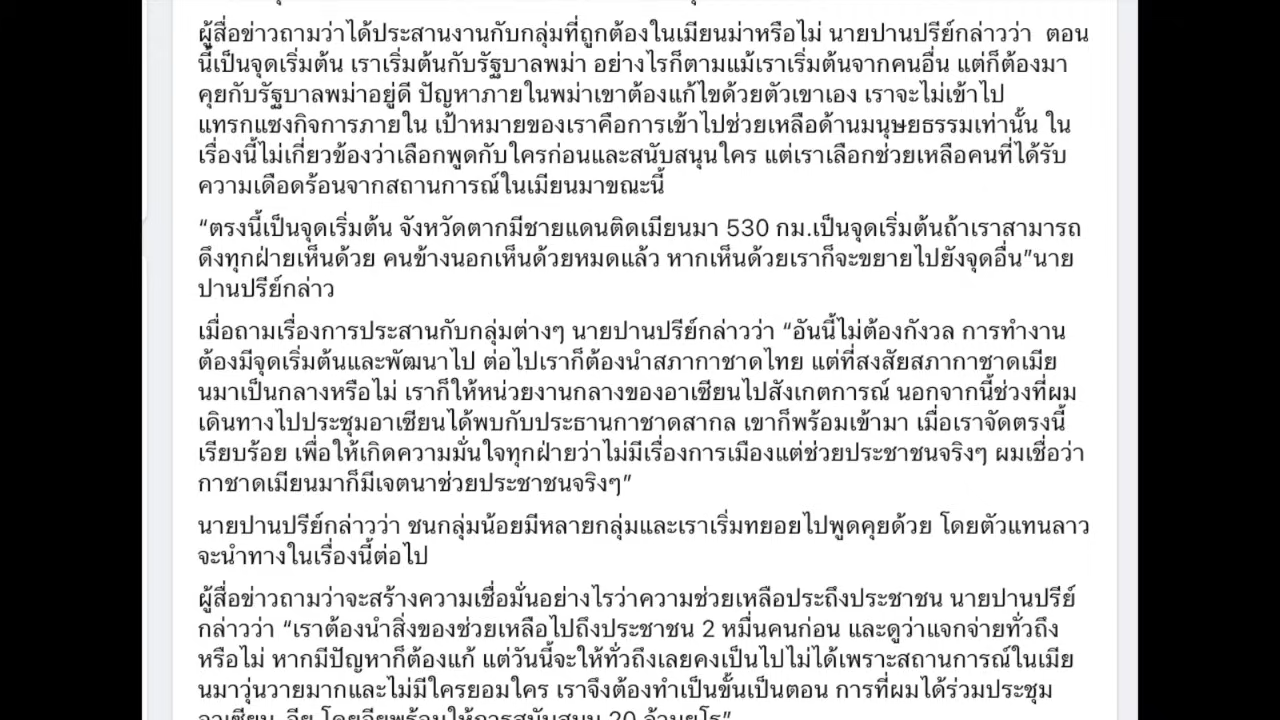 ผู้สื่อข่าวถามว่าได้ประสานงานกับกลุ่มที่ถูกต้องในเมียนม่าหรือไม่ นายปานปรีย์กล่าวว่า  ตอน
นี้เป็นจุดเริ่มต้น เราเริ่มต้นกับรัฐบาลพม่า อย่างไรก็ตามแม้เราเริ่มต้นจากคนอื่น แต่ก็ต้องมา
คุยกับรัฐบาลพม่าอยู่ดี ปัญหาภายในพม่าเขาต้องแก้ไขด้วยตัวเขาเอง เราจะไม่เข้าไป
แทรกแซงกิจการภายใน เป้าหมายของเราคือการเข้าไปช่วยเหลือด้านมนุษยธรรมเท่านั้น ใน
เรื่องนี้ไม่เกี่ยวข้องว่าเลือกพูดกับใครก่อนและสนับสนุนใคร แต่เราเลือกช่วยเหลือคนที่ได้รับ
ความเดือดร้อนจากสถานการณ์ในเมียนมาขณะนี้
“ตรงนี้เป็นจุดเริ่มต้น จังหวัดตากมีชายแดนติดเมียนมา 530 กม.เป็นจุดเริ่มต้นถ้าเราสามารถ
ดึงทุกฝ่ายเห็นด้วย คนข้างนอกเห็นด้วยหมดแล้ว หากเห็นด้วยเราก็จะขยายไปยังจุดอื่น”นาย
ปานปรีย์กล่าว
เมื่อถามเรื่องการประสานกับกลุ่มต่างๆ นายปานปรีย์กล่าวว่า “อันนี้ไม่ต้องกังวล การทำงาน
ต้องมีจุดเริ่มต้นและพัฒนาไป ต่อไปเราก็ต้องนำสภากาชาดไทย แต่ที่สงสัยสภากาชาดเมีย
นมาเป็นกลางหรือไม่ เราก็ให้หน่วยงานกลางของอาเซียนไปสังเกตการณ์ นอกจากนี้ช่วงที่ผม
เดินทางไปประชุมอาเซียนได้พบกับประธานกาชาดสากล เขาก็พร้อมเข้ามา เมื่อเราจัดตรงนี้
เรียบร้อย เพื่อให้เกิดความมั่นใจทุกฝ่ายว่าไม่มีเรื่องการเมืองแต่ช่วยประชาชนจริงๆ ผมเชื่อว่า
กาชาดเมียนมาก็มีเจตนาช่วยประชาชนจริงๆ”
นายปานปรีย์กล่าวว่า ชนกลุ่มน้อยมีหลายกลุ่มและเราเริ่มทยอยไปพูดคุยด้วย โดยตัวแทนลาว
จะนำทางในเรื่องนี้ต่อไป
ผู้สื่อข่าวถามว่าจะสร้างความเชื่อมั่นอย่างไรว่าความช่วยเหลือประถึงประชาชน นายปานปรีย์
กล่าวว่า “เราต้องนำสิ่งของช่วยเหลือไปถึงประชาชน 2 หมื่นคนก่อน และดูว่าแจกจ่ายทั่วถึง
หรือไม่ หากมีปัญหาก็ต้องแก้ แต่วันนี้จะให้ทั่วถึงเลยคงเป็นไปไม่ได้เพราะสถานการณ์ในเมีย
นมาวุ่นวายมากและไม่มีใครยอมใคร เราจึงต้องทำเป็นขั้นเป็นตอน การที่ผมได้ร่วมประชุม
อาเซียน-อียู โดยอียูพร้อมให้การสนับสนุน 20 ล้านยูโร”